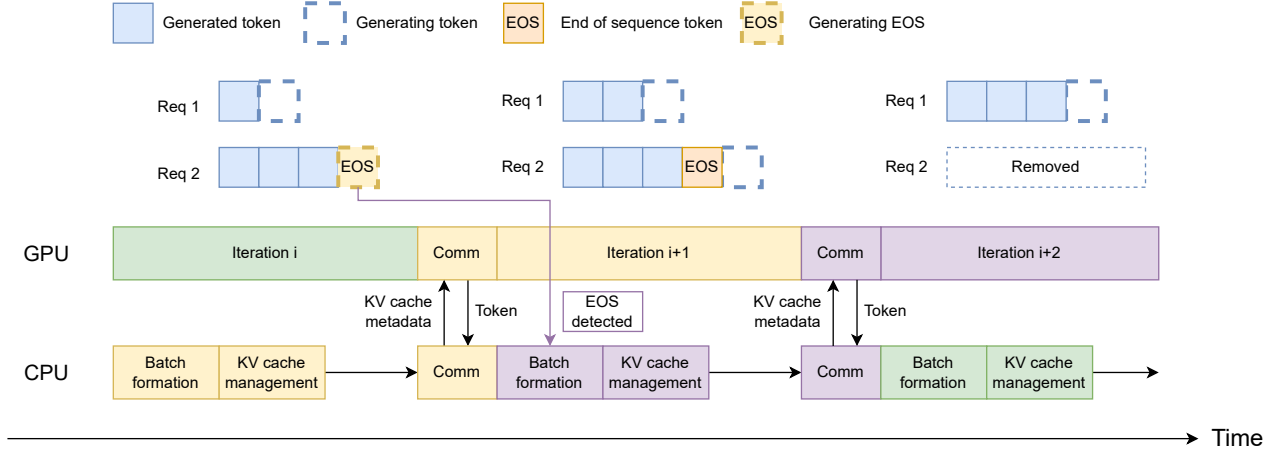 Generated token
Generating token
EOS
End of sequence token
EOS
Generating EOS
Req 1
Req 1
Req 1
Req 2
EOS
Req 2
EOS
Req 2
Removed
GPU
Iteration i
Comm
Iteration i+1
Comm
Iteration i+2
KV cache
metadata
Token
EOS
detected
KV cache
metadata
Token
CPU
Batch
formation
KV cache
management
Comm
Batch
formation
KV cache
management
Comm
Batch
formation
KV cache
management
Time